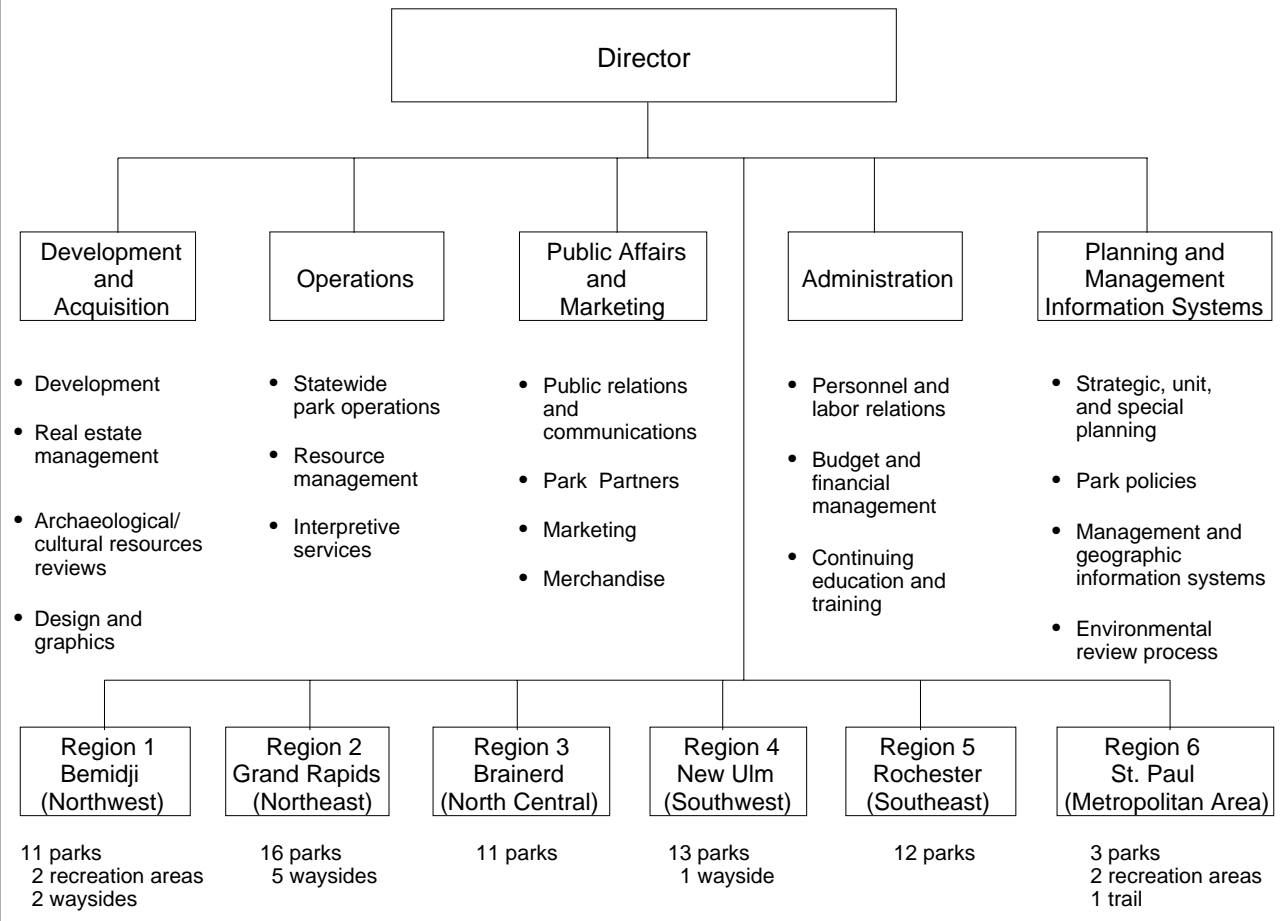 Director
Development
and
Acquisition
Operations
Public Affairs
and
Marketing
Administration
Planning and
Management
Information Systems
• Development
• Real estate
management
• Archaeological/
cultural resources
reviews
• Design and
graphics
• Statewide
park operations
• Resource
management
• Interpretive
services
• Public relations
and
communications
• Park Partners
• Marketing
• Merchandise
• Personnel and
labor relations
• Budget and
financial
management
• Continuing
education and
training
• Strategic, unit,
and special
planning
• Park policies
• Management and
geographic
information systems
• Environmental
review process
Region 1
Bemidji
(Northwest)
11 parks
2 recreation areas
2 waysides
Region 2
Grand Rapids
(Northeast)
16 parks
5 waysides
Region 3
Brainerd
(North Central)
11 parks
Region 4
New Ulm
(Southwest)
13 parks
1 wayside
Region 5
Rochester
(Southeast)
12 parks
Region 6
St. Paul
(Metropolitan Area)
3 parks
2 recreation areas
1 trail